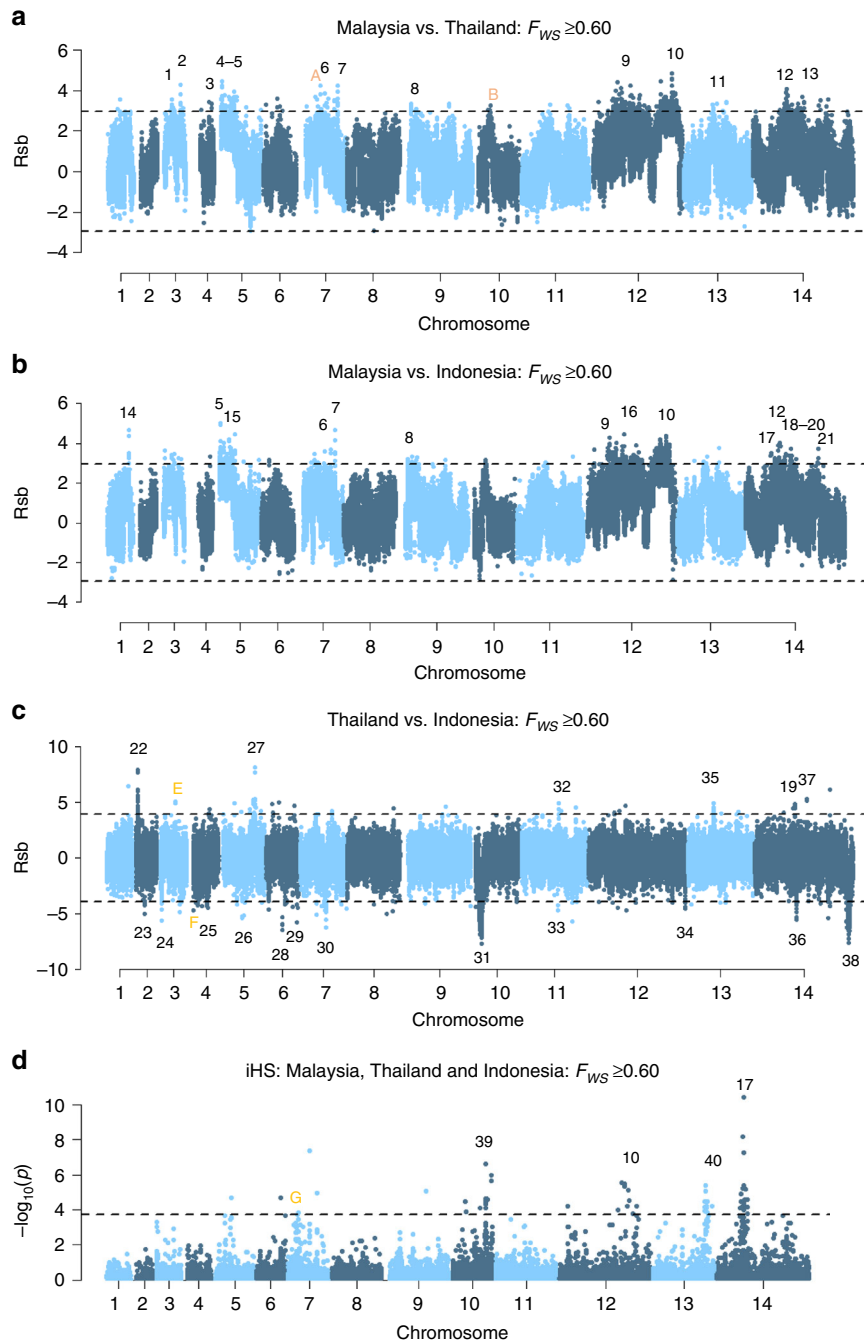 a
Malaysia vs. Thailand: FWS ≥0.60
6
4
2
0
−2
−4
Rsb
1
2
3
4–5
A
6
7
8
B
9
10
11
12
13
1 2 3 4 5 6 7 8 9 10 11 12 13 14
Chromosome
b
Malaysia vs. Indonesia: FWS ≥0.60
6
4
2
0
−2
−4
Rsb
14
5
15
6
7
8
9
16
10
17
12
18–20
21
1 2 3 4 5 6 7 8 9 10 11 12 13 14
Chromosome
c
Thailand vs. Indonesia: FWS ≥0.60
10
5
0
−5
−10
Rsb
22
E
27
32
35
19
37
23
24
F
25
26
28
29
30
31
33
34
36
38
1 2 3 4 5 6 7 8 9 10 11 12 13 14
Chromosome
d
iHS: Malaysia, Thailand and Indonesia: FWS ≥0.60
10
8
6
4
2
0
−log10(p)
G
39
10
40
17
1 2 3 4 5 6 7 8 9 10 11 12 13 14
Chromosome